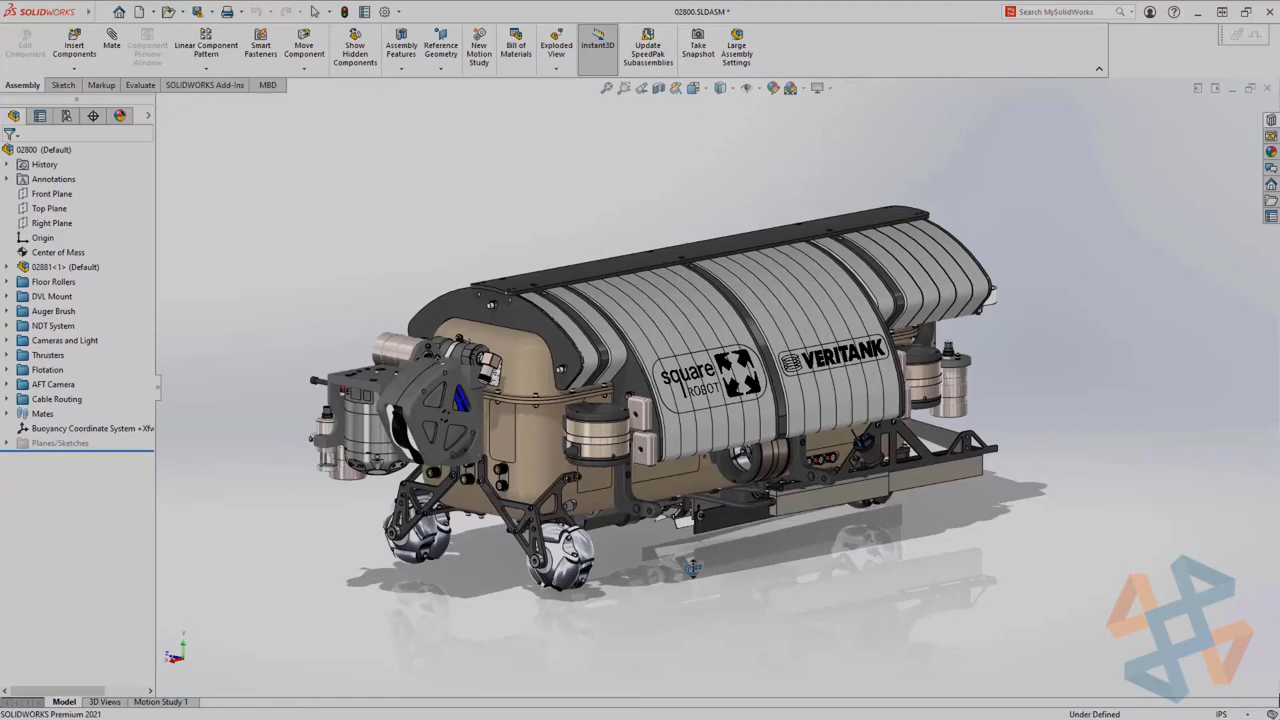 SOLIDWORKS
02800.SLDASM *
Search MySolidWorks
Edit Component
Insert Components
Mate
Component Preview Window
Linear Component Pattern
Smart Fasteners
Move Component
Show Hidden Components
Assembly Features
Reference Geometry
New Motion Study
Bill of Materials
Exploded View
Instant3D
Update SpeedPak Subassemblies
Take Snapshot
Large Assembly Settings
Assembly Sketch Markup Evaluate SOLIDWORKS Add-Ins MBD
02800 (Default)
History
Annotations
Front Plane
Top Plane
Right Plane
Origin
Center of Mass
02881<1> (Default)
Floor Rollers
DVL Mount
Auger Brush
NDT System
Cameras and Light
Thrusters
Flotation
AFT Camera
Cable Routing
Mates
Buoyancy Coordinate System +Xfw
Planes/Sketches
square
ROBOT
VERITANK
Y
Z
X
Model 3D Views Motion Study 1
SOLIDWORKS Premium 2021
Under Defined
IPS